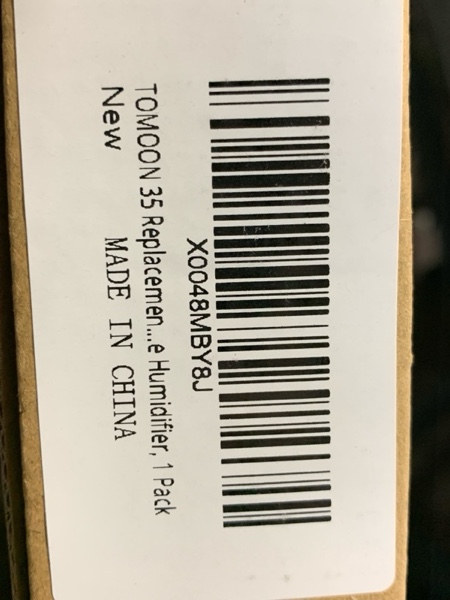 X0048MBY8J
TOMOON 35 Replacemen...e Humidifier, 1 Pack
New
MADE IN CHINA